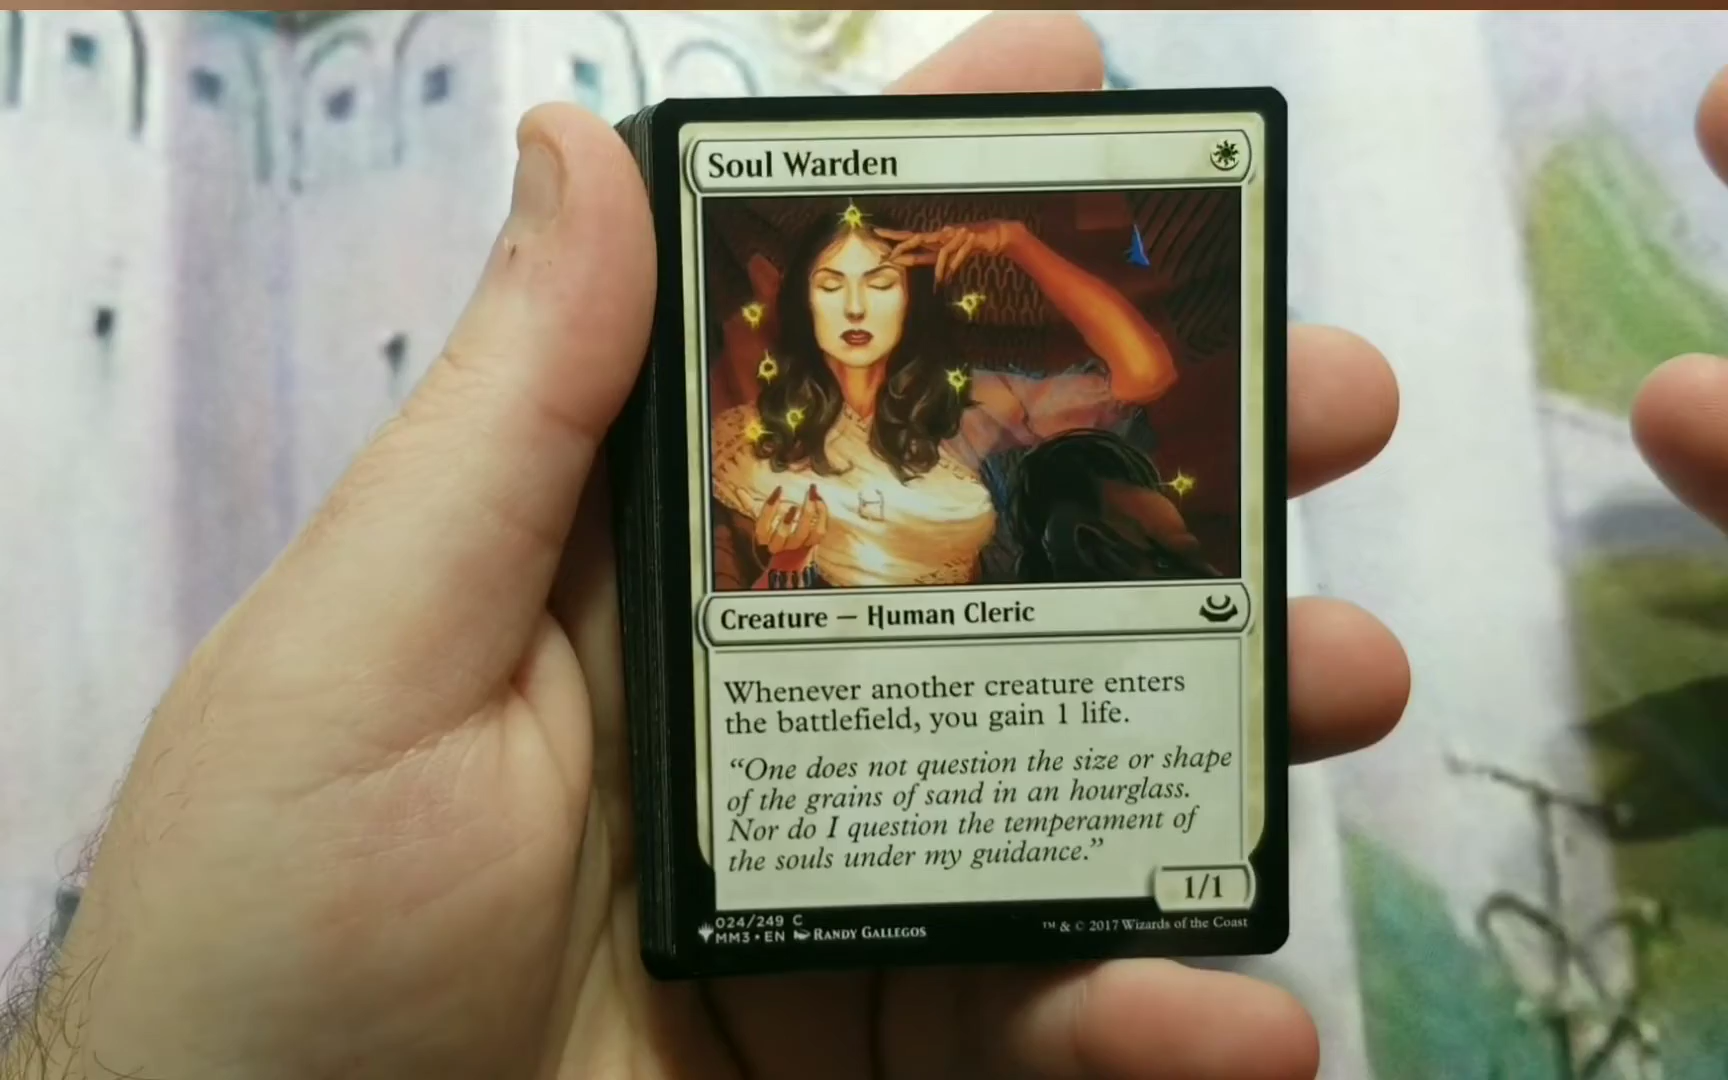 Soul Warden
Creature — Human Cleric
Whenever another creature enters
the battlefield, you gain 1 life.
“One does not question the size or shape
of the grains of sand in an hourglass.
Nor do I question the temperament of
the souls under my guidance.”
1/1
024/249 C
MM3 • EN RANDY GALLEGOS
™ & © 2017 Wizards of the Coast